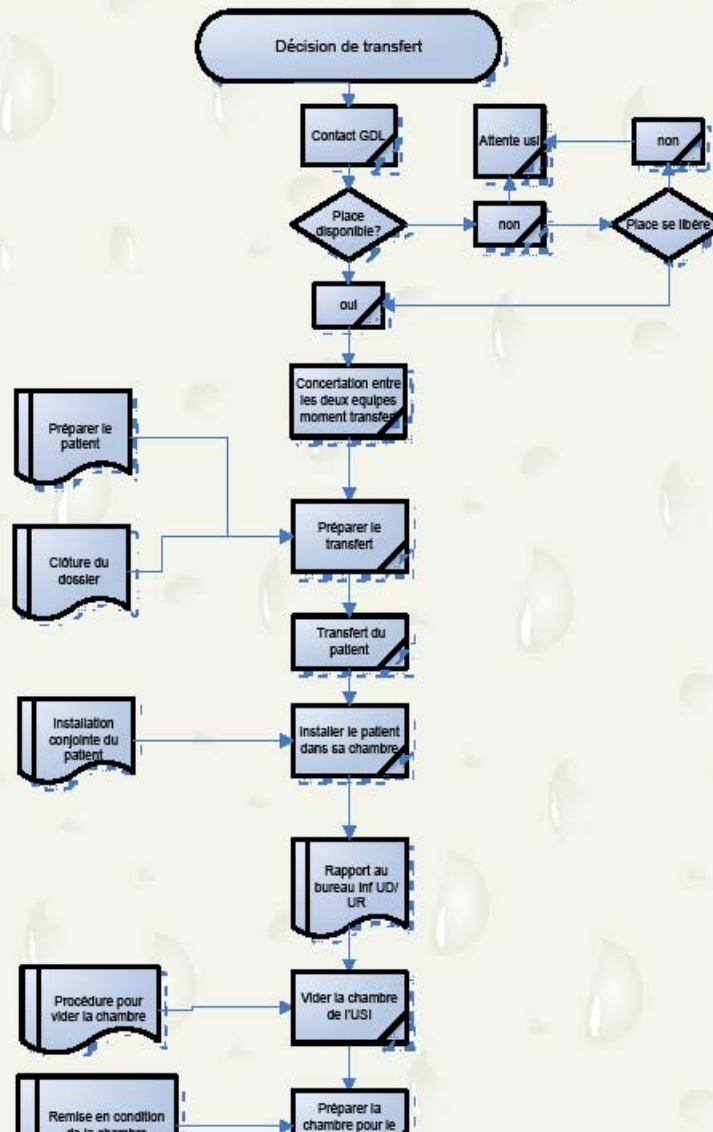 Décision de transfert
Contact GDL
Attente usi
non
Place
disponible?
non
Place se libère
oui
Concertation entre
les deux equipes
moment transfert
Préparer le
patient
Préparer le
transfert
Clôture du
dossier
Transfert du
patient
Installation
conjointe du
patient
Installer le patient
dans sa chambre
Rapport au
bureau Inf UD/
UR
Procédure pour
vider la chambre
Vider la chambre
de l'USI
Remise en condition
de la chambre
Préparer la
chambre pour le